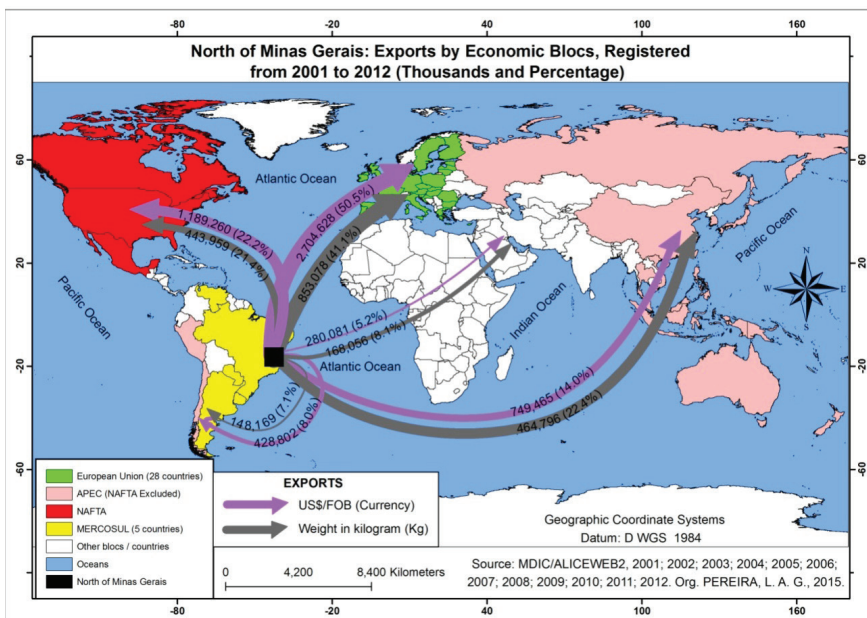 -80 0 40 120 160
North of Minas Gerais: Exports by Economic Blocs, Registered
from 2001 to 2012 (Thousands and Percentage)
60
60
Atlantic Ocean
1,189,260 (22.2%)
443,959 (21.4%)
2,704,628 (50.5%)
853,078 (41.1%)
Pacific Ocean
Pacific Ocean
N
W E
S
20
20
Indian Ocean
280,081 (5.2%)
168,056 (8.1%)
-20
-20
Atlantic Ocean
749,465 (14.0%)
464,796 (22.4%)
148,169 (7.1%)
428,802 (8.0%)
-60
-60
European Union (28 countries)
APEC (NAFTA Excluded)
NAFTA
MERCOSUL (5 countries)
Other blocs / countries
Oceans
North of Minas Gerais
EXPORTS
US$/FOB (Currency)
Weight in kilogram (Kg)
0 4,200 8,400 Kilometers
Geographic Coordinate Systems
Datum: D WGS 1984
Source: MDIC/ALICEWEB2, 2001; 2002; 2003; 2004; 2005; 2006;
2007; 2008; 2009; 2010; 2011; 2012. Org. PEREIRA, L. A. G., 2015.
-80 0 40 100 160